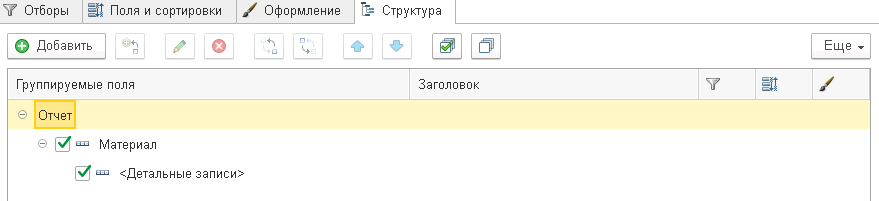 Отборы Поля и сортировки Оформление Структура
Добавить Еще
Группируемые поля Заголовок
Отчет
Материал
<Детальные записи>